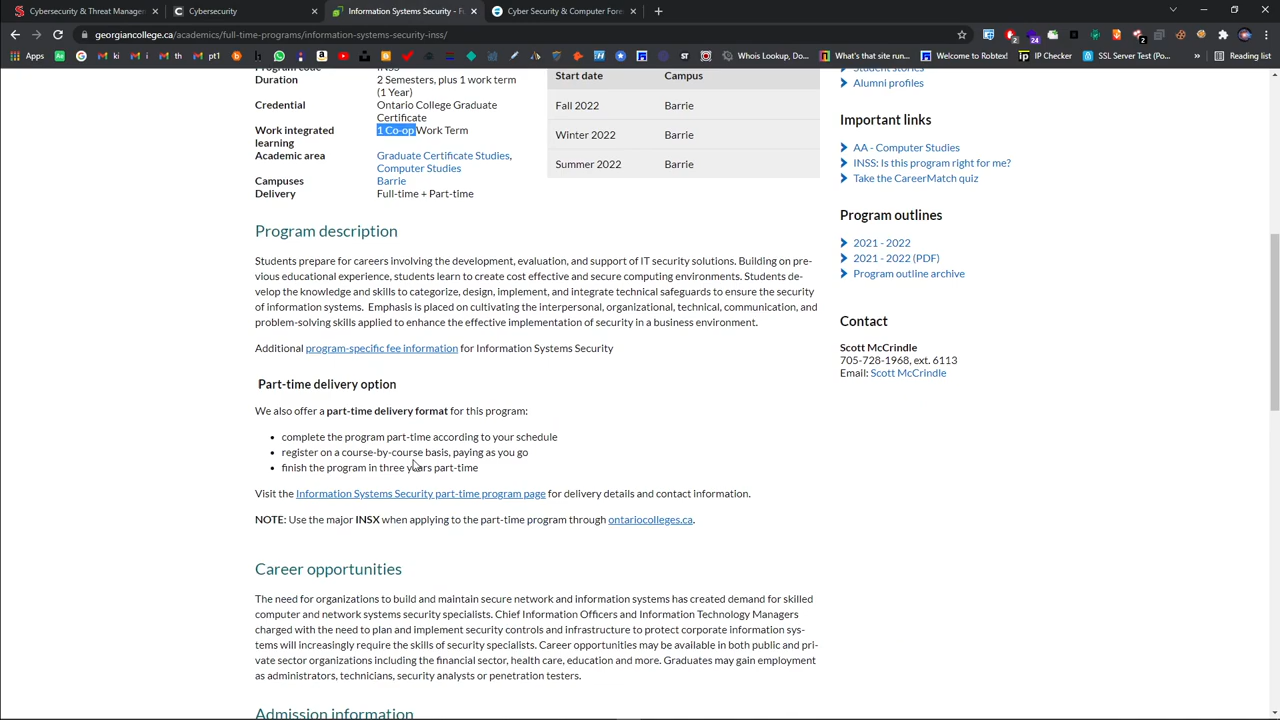 Cybersecurity & Threat Manager
Cybersecurity
Information Systems Security - F
Cyber Security & Computer Foren
georgiancollege.ca/academics/full-time-programs/information-systems-security-inss/
Apps
ki
i
th
pt1
Whois Lookup, Do...
What's that site run...
Welcome to Robtex!
IP Checker
SSL Server Test (Po...
Reading list
Program code INSS
Duration 2 Semesters, plus 1 work term
(1 Year)
Credential Ontario College Graduate
Certificate
Work integrated 1 Co-op Work Term
learning
Academic area Graduate Certificate Studies,
Computer Studies
Campuses Barrie
Delivery Full-time + Part-time
Start date Campus
Fall 2022 Barrie
Winter 2022 Barrie
Summer 2022 Barrie
Program description
Students prepare for careers involving the development, evaluation, and support of IT security solutions. Building on pre-
vious educational experience, students learn to create cost effective and secure computing environments. Students de-
velop the knowledge and skills to categorize, design, implement, and integrate technical safeguards to ensure the security
of information systems. Emphasis is placed on cultivating the interpersonal, organizational, technical, communication, and
problem-solving skills applied to enhance the effective implementation of security in a business environment.
Additional program-specific fee information for Information Systems Security
Part-time delivery option
We also offer a part-time delivery format for this program:
• complete the program part-time according to your schedule
• register on a course-by-course basis, paying as you go
• finish the program in three years part-time
Visit the Information Systems Security part-time program page for delivery details and contact information.
NOTE: Use the major INSX when applying to the part-time program through ontariocolleges.ca.
Career opportunities
The need for organizations to build and maintain secure network and information systems has created demand for skilled
computer and network systems security specialists. Chief Information Officers and Information Technology Managers
charged with the need to plan and implement security controls and infrastructure to protect corporate information sys-
tems will increasingly require the skills of security specialists. Career opportunities may be available in both public and pri-
vate sector organizations including the financial sector, health care, education and more. Graduates may gain employment
as administrators, technicians, security analysts or penetration testers.
Admission information
Student stories
Alumni profiles
Important links
AA - Computer Studies
INSS: Is this program right for me?
Take the CareerMatch quiz
Program outlines
2021 - 2022
2021 - 2022 (PDF)
Program outline archive
Contact
Scott McCrindle
705-728-1968, ext. 6113
Email: Scott McCrindle